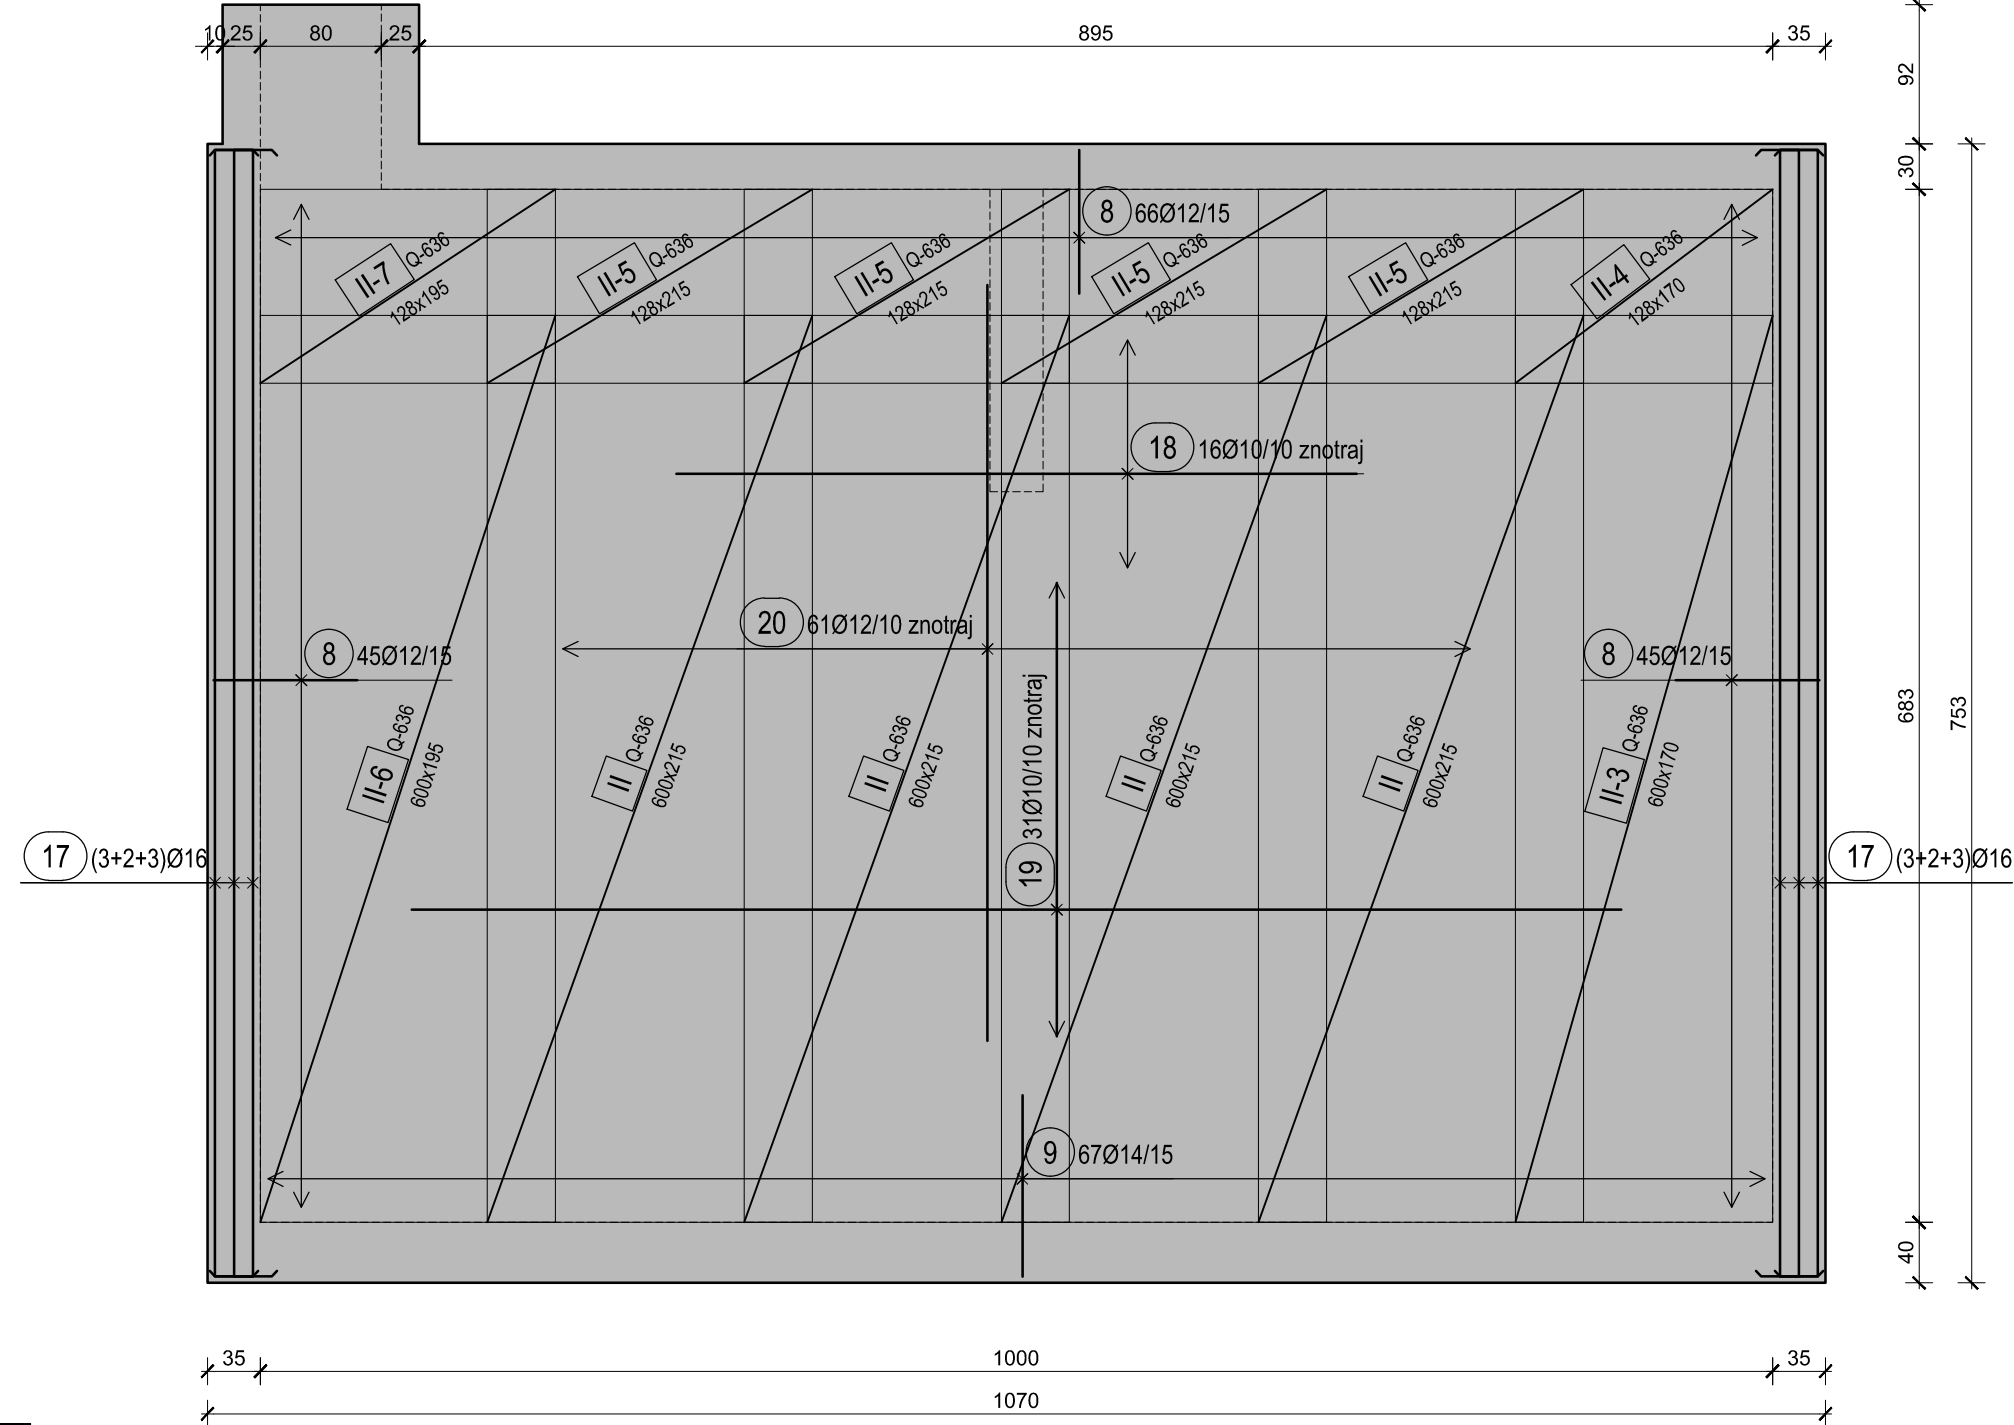 10 25 80 25 895 35
92
30
8 66Ø12/15
II-7 Q-636
128x195
II-5 Q-636
128x215
II-5 Q-636
128x215
II-5 Q-636
128x215
II-5 Q-636
128x215
II-4 Q-636
128x170
18 16Ø10/10 znotraj
20 61Ø12/10 znotraj
8 45Ø12/15
8 45Ø12/15
19 31Ø10/10 znotraj
683
753
II-6 Q-636
600x195
II Q-636
600x215
II Q-636
600x215
II Q-636
600x215
II Q-636
600x215
II-3 Q-636
600x170
17 (3+2+3)Ø16
17 (3+2+3)Ø16
9 67Ø14/15
40
35 1000 35
1070